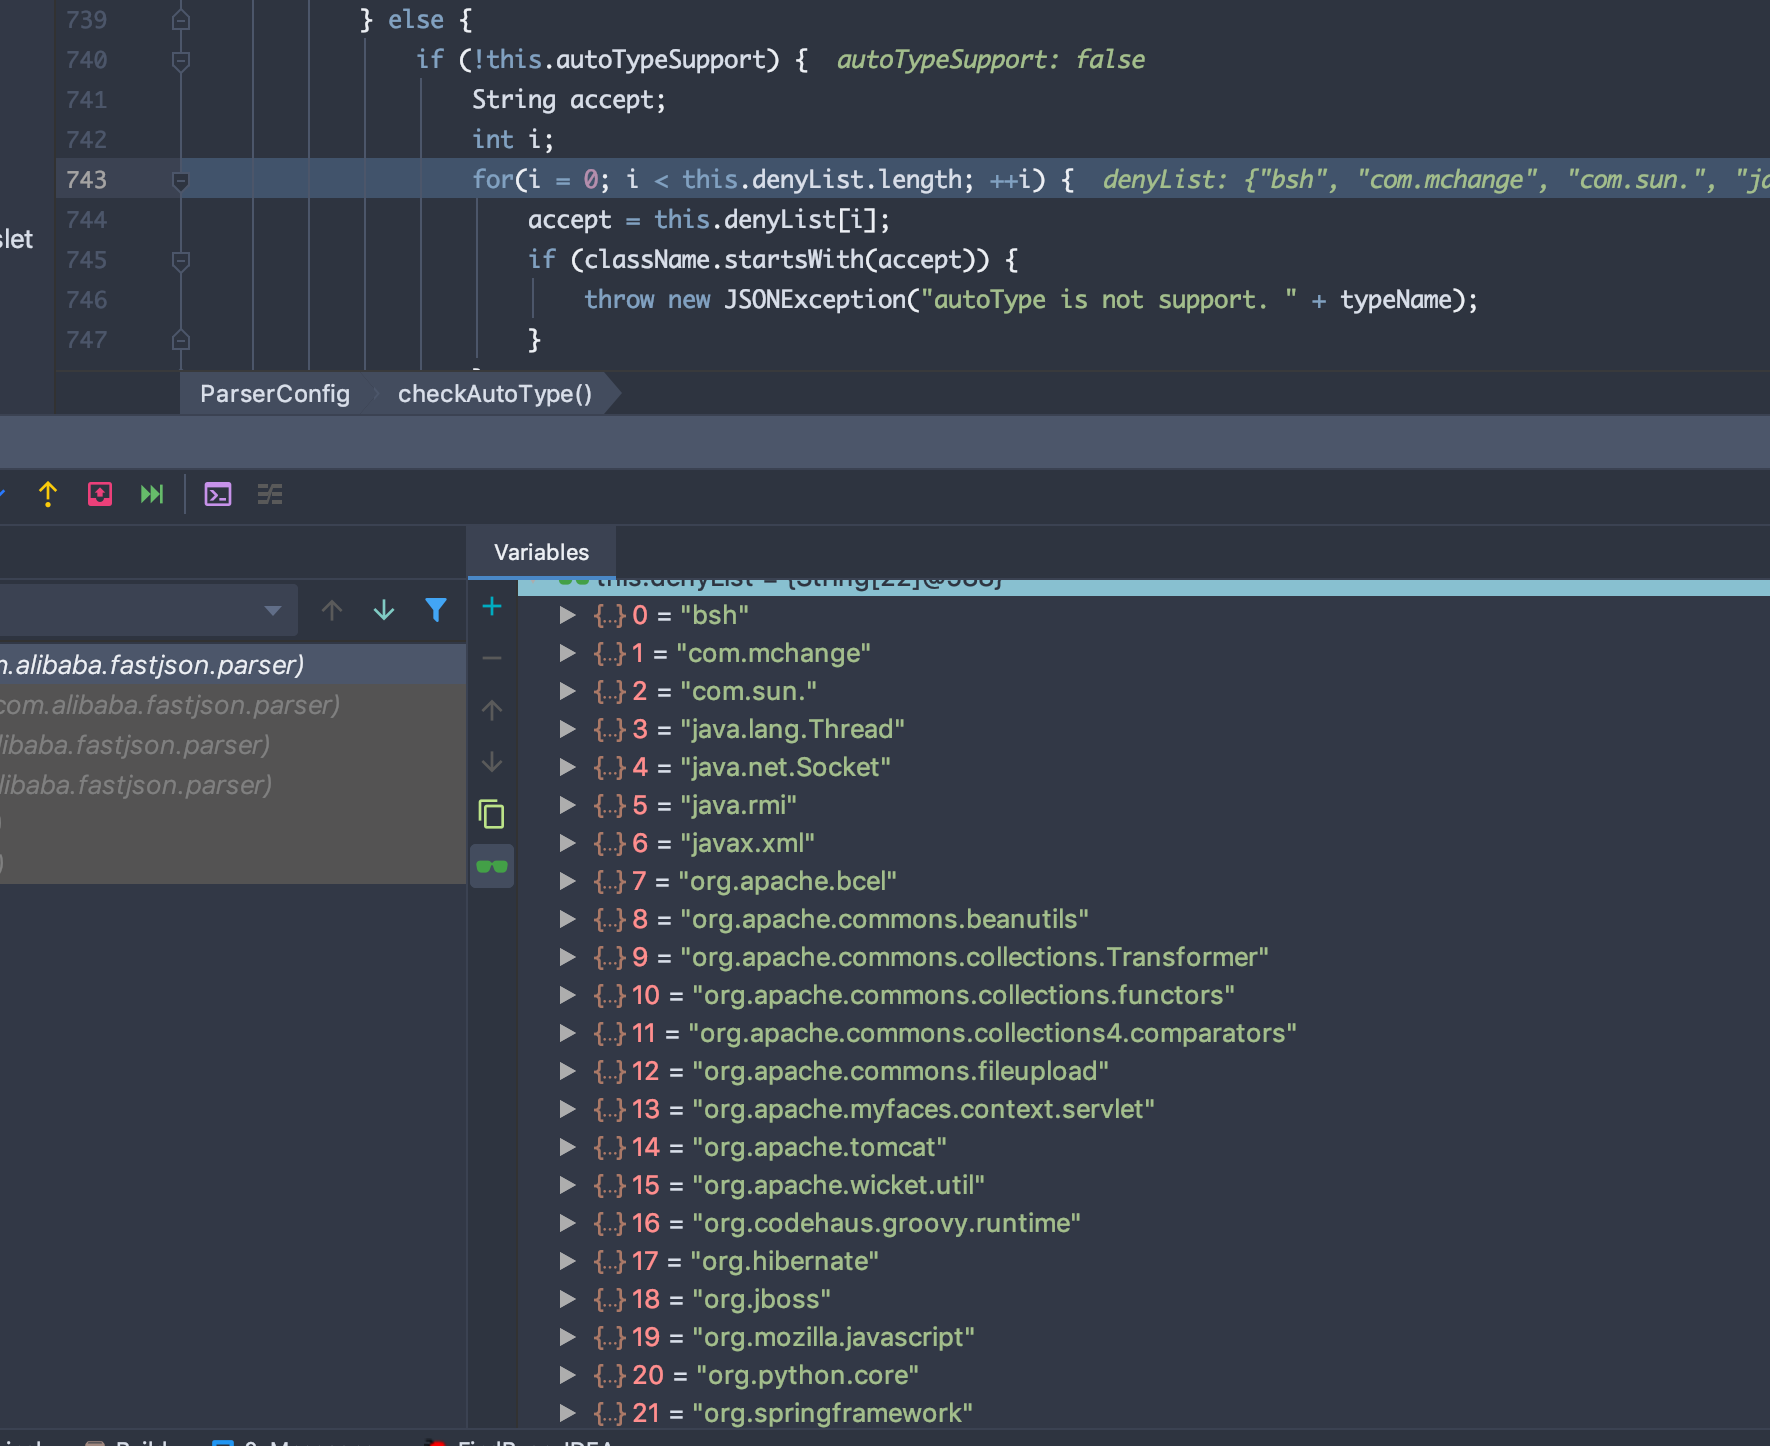 739 } else {
740 if (!this.autoTypeSupport) { autoTypeSupport: false
741 String accept;
742 int i;
743 for(i = 0; i < this.denyList.length; ++i) { denyList: {"bsh", "com.mchange", "com.sun.", "ja
slet
744 accept = this.denyList[i];
745 if (className.startsWith(accept)) {
746 throw new JSONException("autoType is not support. " + typeName);
747 }
ParserConfig checkAutoType()
Variables
this.denyList = {String[22]@
.alibaba.fastjson.parser)
com.alibaba.fastjson.parser)
libaba.fastjson.parser)
libaba.fastjson.parser)
)
)
{...} 0 = "bsh"
{...} 1 = "com.mchange"
{...} 2 = "com.sun."
{...} 3 = "java.lang.Thread"
{...} 4 = "java.net.Socket"
{...} 5 = "java.rmi"
{...} 6 = "javax.xml"
{...} 7 = "org.apache.bcel"
{...} 8 = "org.apache.commons.beanutils"
{...} 9 = "org.apache.commons.collections.Transformer"
{...} 10 = "org.apache.commons.collections.functors"
{...} 11 = "org.apache.commons.collections4.comparators"
{...} 12 = "org.apache.commons.fileupload"
{...} 13 = "org.apache.myfaces.context.servlet"
{...} 14 = "org.apache.tomcat"
{...} 15 = "org.apache.wicket.util"
{...} 16 = "org.codehaus.groovy.runtime"
{...} 17 = "org.hibernate"
{...} 18 = "org.jboss"
{...} 19 = "org.mozilla.javascript"
{...} 20 = "org.python.core"
{...} 21 = "org.springframework"